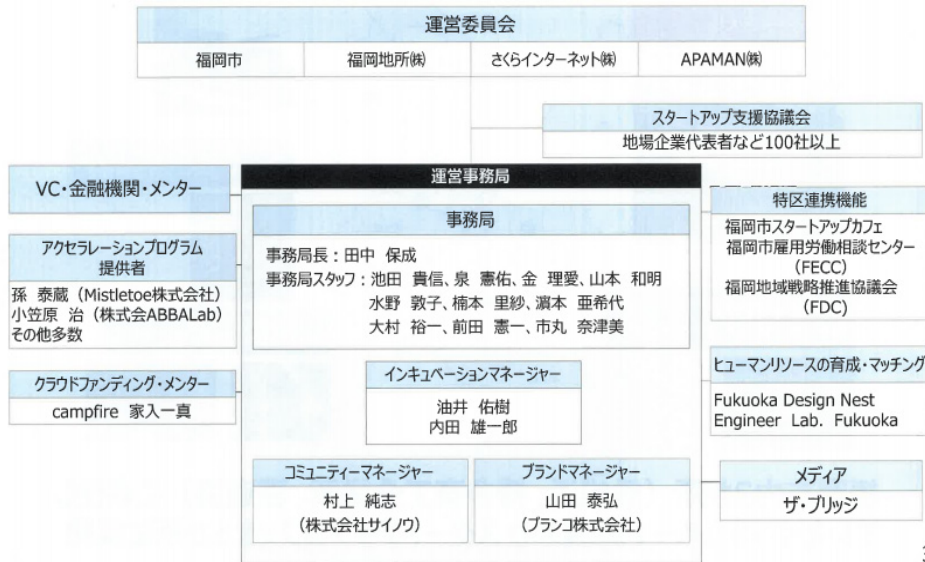 運営委員会
福岡市 福岡地所㈱ さくらインターネット㈱ APAMAN㈱
スタートアップ支援協議会
地場企業代表者など100社以上
VC・金融機関・メンター
アクセラレーションプログラム
提供者
孫 泰蔵（Mistletoe株式会社）
小笠原 治（株式会ABBALab）
その他多数
クラウドファンディング・メンター
campfire 家入一真
運営事務局
事務局
事務局長：田中 保成
事務局スタッフ：池田 貴信、泉 憲佑、金 理愛、山本 和明
水野 敦子、楠本 里紗、濵本 亜希代
大村 裕一、前田 憲一、市丸 奈津美
インキュベーションマネージャー
油井 佑樹
内田 雄一郎
コミュニティーマネージャー
村上 純志
（株式会社サイノウ）
ブランドマネージャー
山田 泰弘
（ブランコ株式会社）
特区連携機能
福岡市スタートアップカフェ
福岡市雇用労働相談センター
（FECC）
福岡地域戦略推進協議会
（FDC）
ヒューマンリソースの育成・マッチング
Fukuoka Design Nest
Engineer Lab. Fukuoka
メディア
ザ・ブリッジ